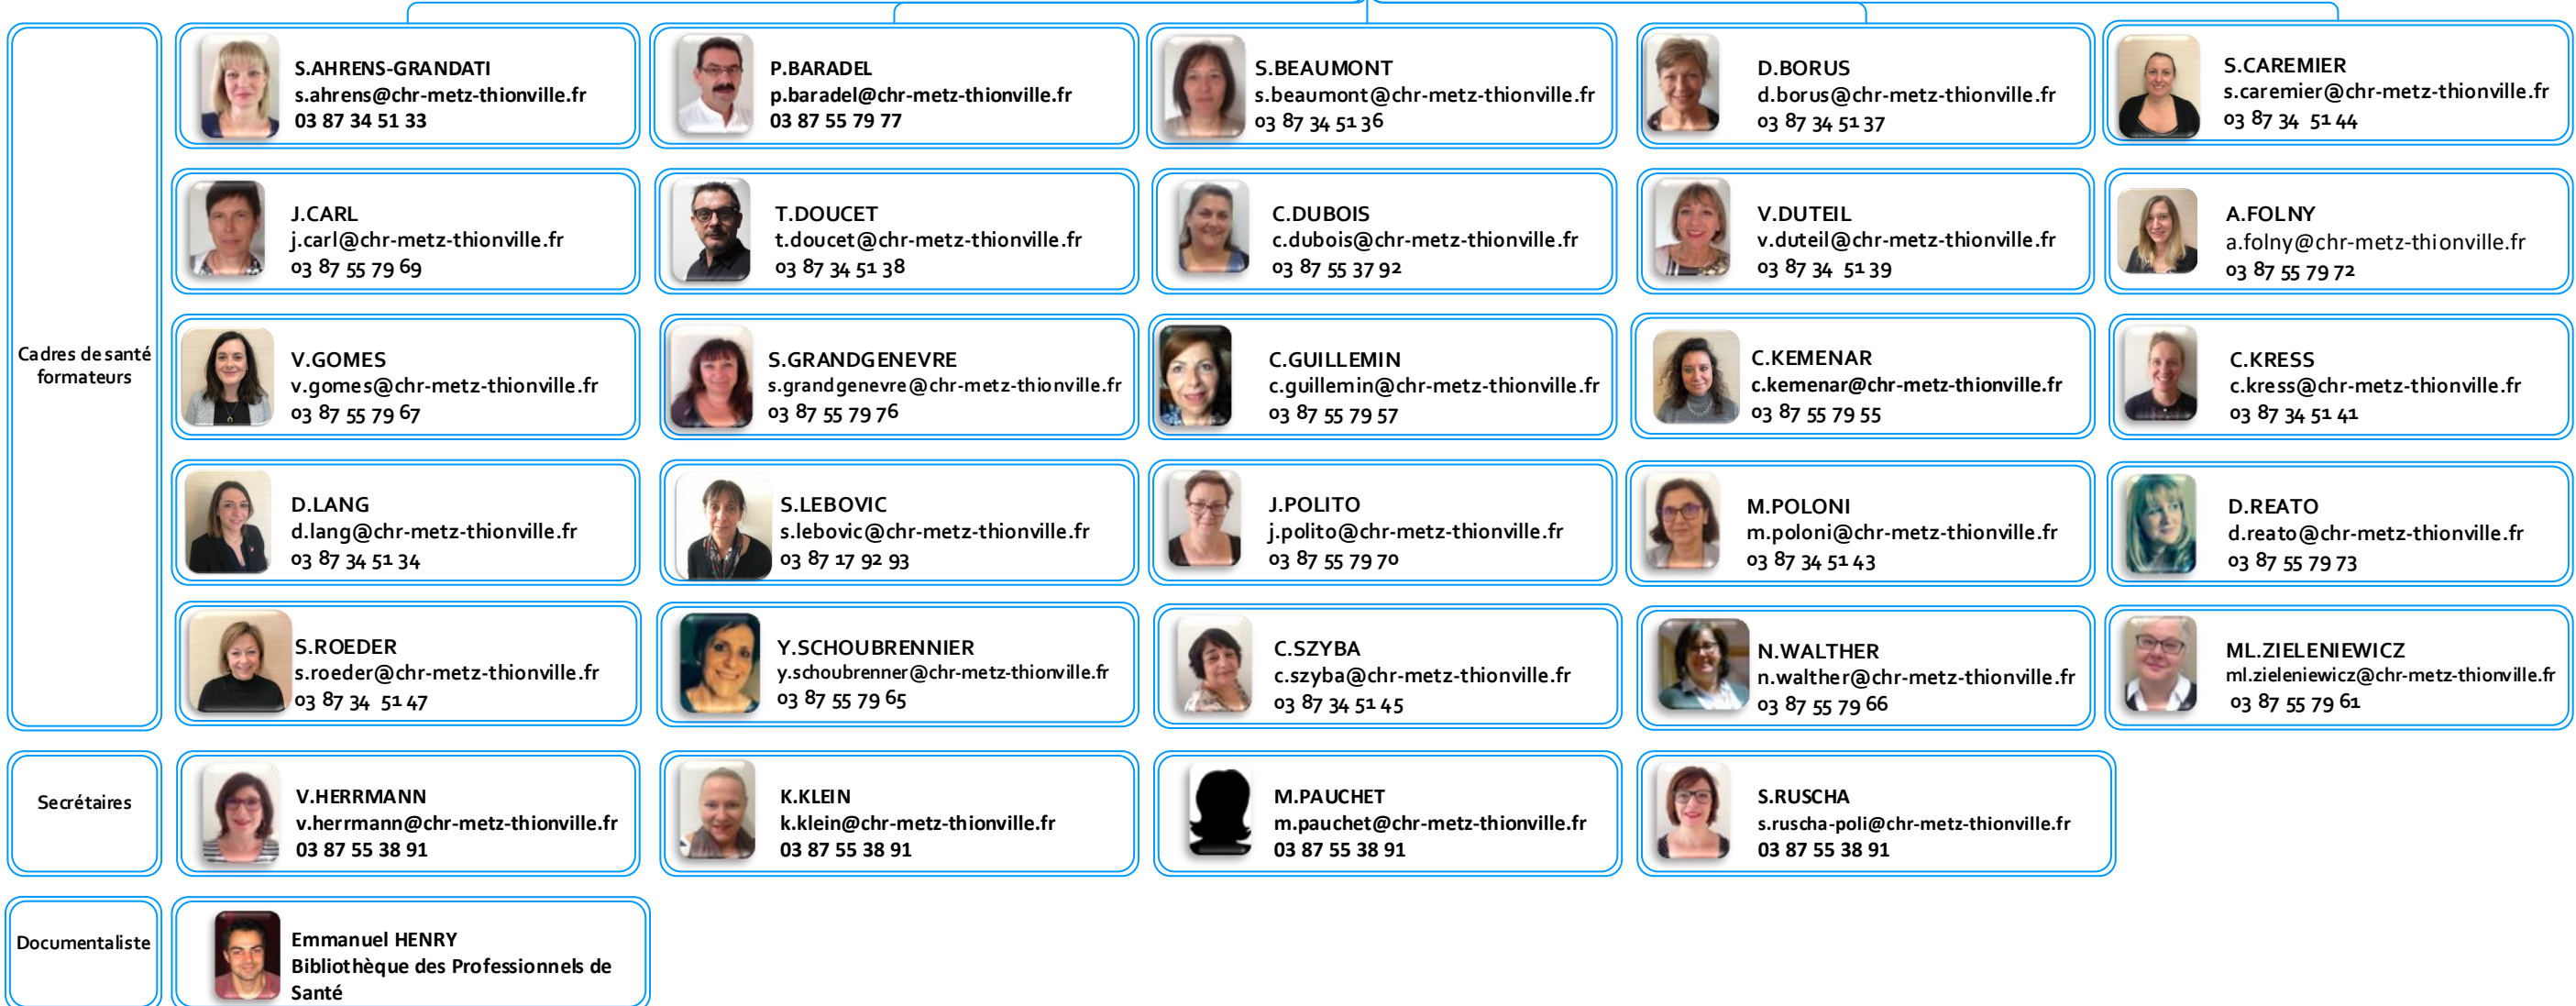 S.AHRENS-GRANDATI
s.ahrens@chr-metz-thionville.fr
03 87 34 51 33
P.BARADEL
p.baradel@chr-metz-thionville.fr
03 87 55 79 77
S.BEAUMONT
s.beaumont@chr-metz-thionville.fr
03 87 34 51 36
D.BORUS
d.borus@chr-metz-thionville.fr
03 87 34 51 37
S.CAREMIER
s.caremier@chr-metz-thionville.fr
03 87 34 51 44
J.CARL
j.carl@chr-metz-thionville.fr
03 87 55 79 69
T.DOUCET
t.doucet@chr-metz-thionville.fr
03 87 34 51 38
C.DUBOIS
c.dubois@chr-metz-thionville.fr
03 87 55 37 92
V.DUTEIL
v.duteil@chr-metz-thionville.fr
03 87 34 51 39
A.FOLNY
a.folny@chr-metz-thionville.fr
03 87 55 79 72
Cadres de santé
formateurs
V.GOMES
v.gomes@chr-metz-thionville.fr
03 87 55 79 67
S.GRANDGENEVRE
s.grandgenevre@chr-metz-thionville.fr
03 87 55 79 76
C.GUILLEMIN
c.guillemin@chr-metz-thionville.fr
03 87 55 79 57
C.KEMENAR
c.kemenar@chr-metz-thionville.fr
03 87 55 79 55
C.KRESS
c.kress@chr-metz-thionville.fr
03 87 34 51 41
D.LANG
d.lang@chr-metz-thionville.fr
03 87 34 51 34
S.LEBOVIC
s.lebovic@chr-metz-thionville.fr
03 87 17 92 93
J.POLITO
j.polito@chr-metz-thionville.fr
03 87 55 79 70
M.POLONI
m.poloni@chr-metz-thionville.fr
03 87 34 51 43
D.REATO
d.reato@chr-metz-thionville.fr
03 87 55 79 73
S.ROEDER
s.roeder@chr-metz-thionville.fr
03 87 34 51 47
Y.SCHOUBRENNIER
y.schoubrenner@chr-metz-thionville.fr
03 87 55 79 65
C.SZYBA
c.szyba@chr-metz-thionville.fr
03 87 34 51 45
N.WALTHER
n.walther@chr-metz-thionville.fr
03 87 55 79 66
ML.ZIELENIEWICZ
ml.zieleniewicz@chr-metz-thionville.fr
03 87 55 79 61
Secrétaires
V.HERRMANN
v.herrmann@chr-metz-thionville.fr
03 87 55 38 91
K.KLEIN
k.klein@chr-metz-thionville.fr
03 87 55 38 91
M.PAUCHET
m.pauchet@chr-metz-thionville.fr
03 87 55 38 91
S.RUSCHA
s.ruscha-poli@chr-metz-thionville.fr
03 87 55 38 91
Documentaliste
Emmanuel HENRY
Bibliothèque des Professionnels de
Santé